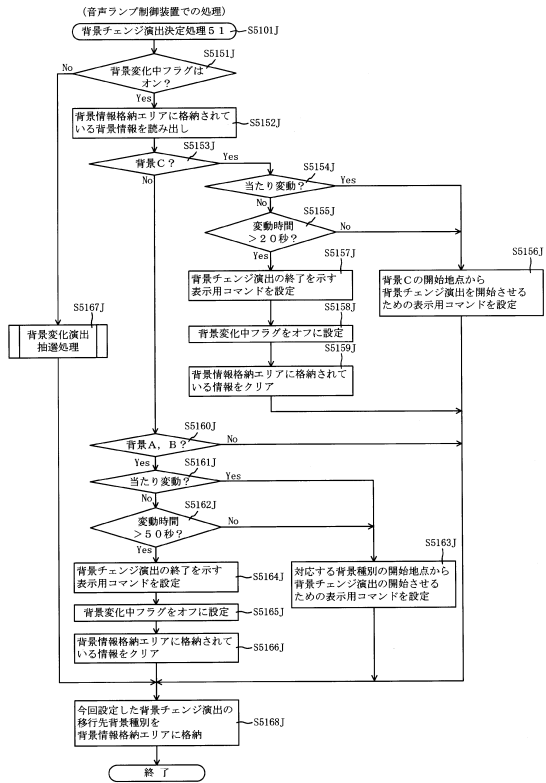 (音声ランプ制御装置での処理)
背景チェンジ演出決定処理51
S5101J
S5151J
背景変化中フラグは
オン?
No
Yes
背景情報格納エリアに格納されて
いる背景情報を読み出し
S5152J
S5153J
背景C?
Yes
No
S5154J
当たり変動?
Yes
No
S5155J
変動時間
>20秒?
No
Yes
S5156J
背景Cの開始地点から
背景チェンジ演出を開始させる
ための表示用コマンドを設定
S5157J
背景チェンジ演出の終了を示す
表示用コマンドを設定
S5158J
背景変化中フラグをオフに設定
S5159J
背景情報格納エリアに格納されて
いる情報をクリア
S5167J
背景変化演出
抽選処理
S5160J
背景A,B?
No
Yes
S5161J
当たり変動?
Yes
No
S5162J
変動時間
>50秒?
No
Yes
S5163J
対応する背景種別の開始地点から
背景チェンジ演出の開始させる
ための表示用コマンドを設定
背景チェンジ演出の終了を示す
表示用コマンドを設定
S5164J
背景変化中フラグをオフに設定
S5165J
背景情報格納エリアに格納されて
いる情報をクリア
S5166J
今回設定した背景チェンジ演出の
移行先背景種別を
背景情報格納エリアに格納
S5168J
終了